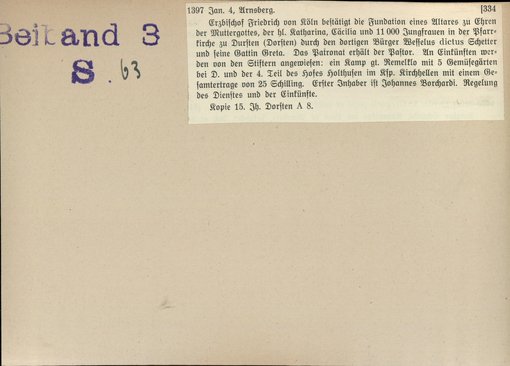 Beiband 3
S. 63
1397 Jan. 4, Arnsberg. [334
Erzbischof Friedrich von Köln bestätigt die Fundation eines Altares zu Ehren
der Muttergottes, der hl. Katharina, Cäcilia und 11 000 Jungfrauen in der Pfarr-
kirche zu Dursten (Dorsten) durch den dortigen Bürger Wesselus dictus Schetter
und seine Gattin Greta. Das Patronat erhält der Pastor. An Einkünften wer-
den von den Stiftern angewiesen: ein Kamp gt. Remelklo mit 5 Gemüsegärten
bei D. und der 4. Teil des Hofes Holthusen im Ksp. Kirchhellen mit einem Ge-
samtertrage von 25 Schilling. Erster Inhaber ist Johannes Borchardi. Regelung
des Dienstes und der Einkünfte.
Kopie 15. Jh. Dorsten A 8.